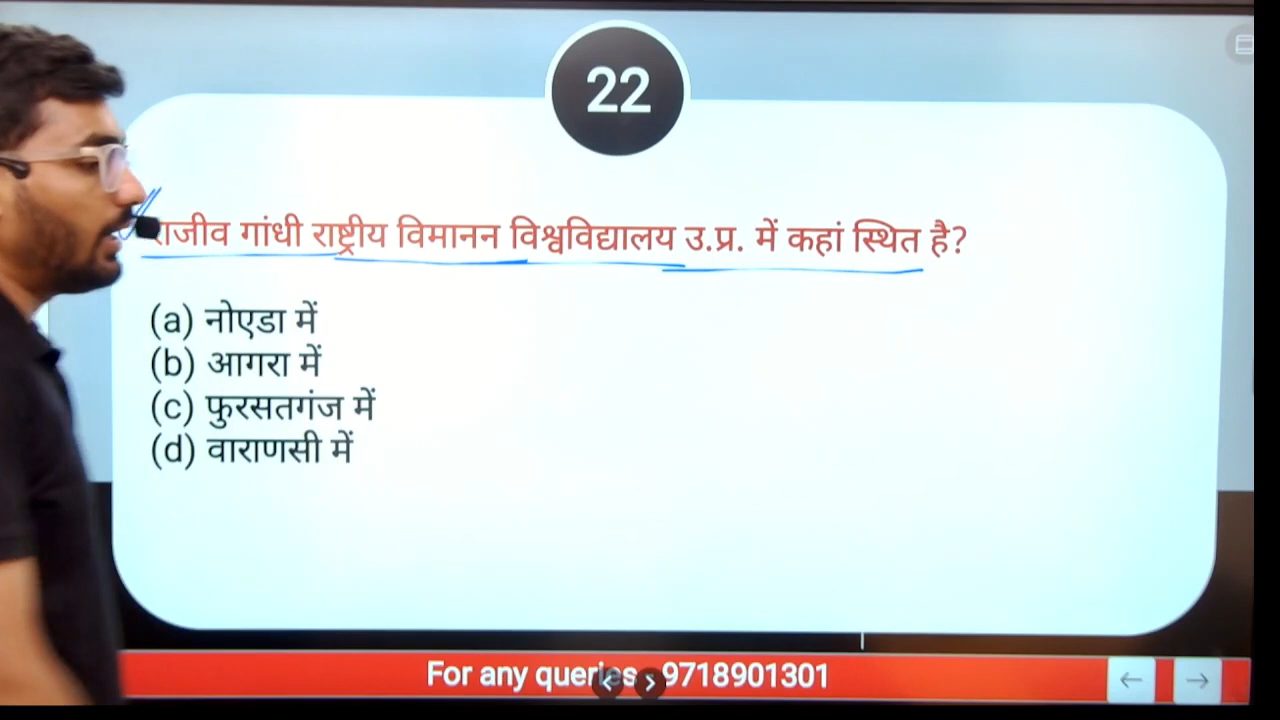 22
राजीव गांधी राष्ट्रीय विमानन विश्वविद्यालय उ.प्र. में कहां स्थित है?
(a) नोएडा में
(b) आगरा में
(c) फुरसतगंज में
(d) वाराणसी में
For any queries 9718901301